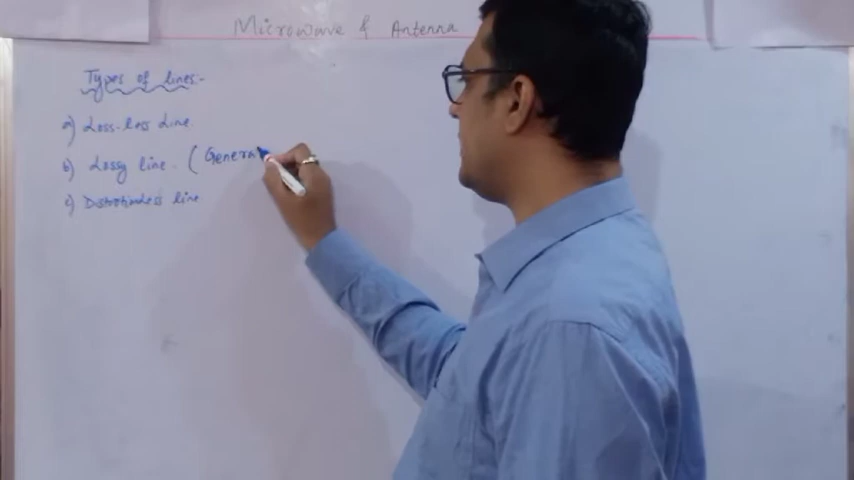 Microwave & Antenna
Types of lines:-
a) Loss-less Line.
b) Lossy line. (Genera
c) Distortionless line